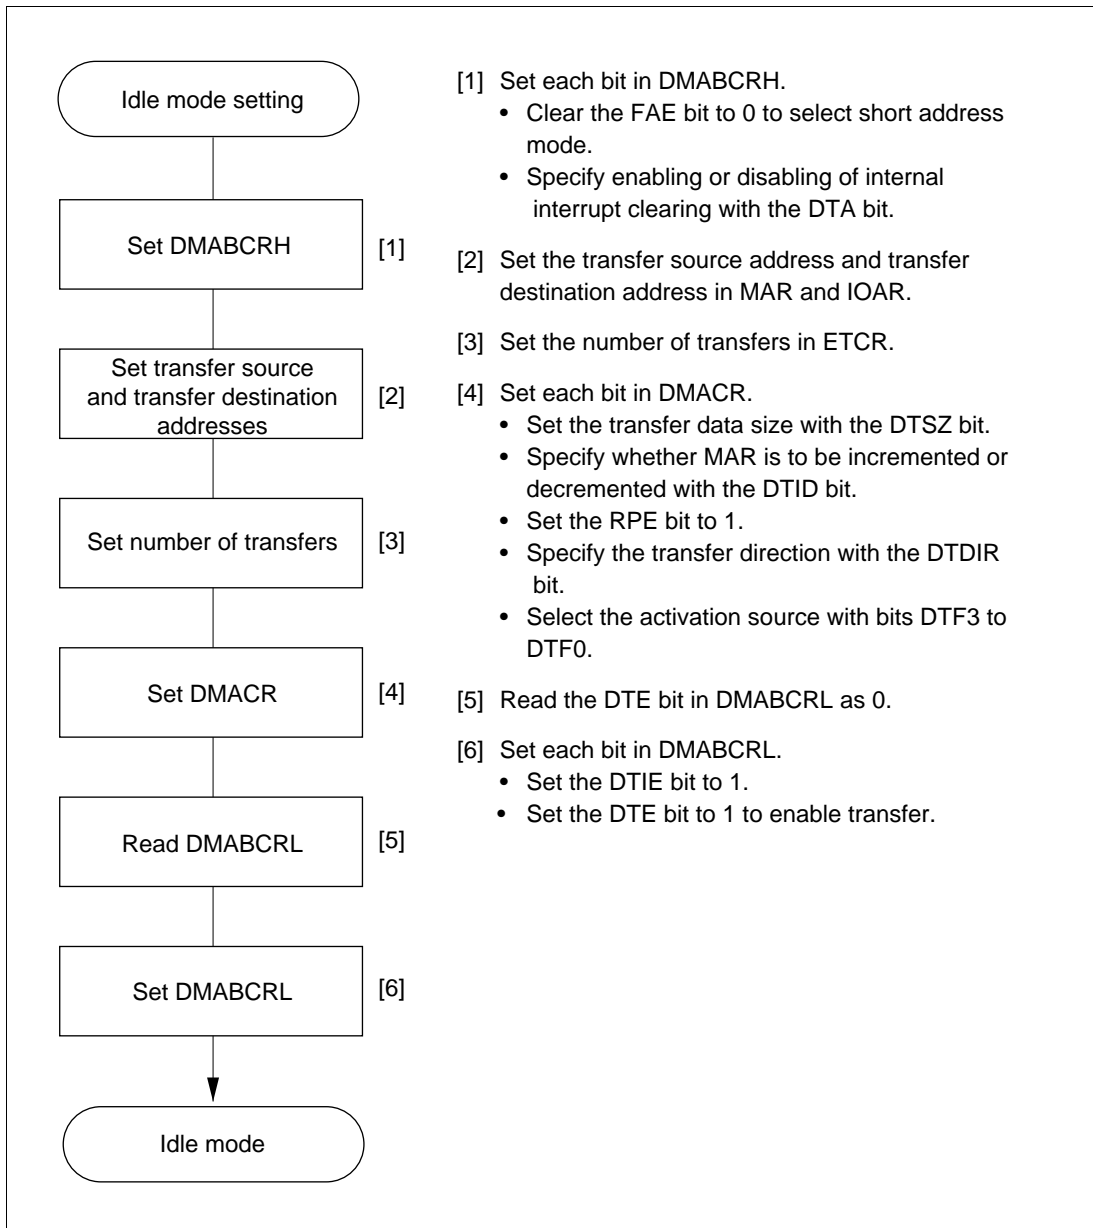 Idle mode setting
Set DMABCRH
[1]
Set transfer source
and transfer destination
addresses
[2]
Set number of transfers
[3]
Set DMACR
[4]
Read DMABCRL
[5]
Set DMABCRL
[6]
Idle mode
[1] Set each bit in DMABCRH.
• Clear the FAE bit to 0 to select short address
mode.
• Specify enabling or disabling of internal
interrupt clearing with the DTA bit.
[2] Set the transfer source address and transfer
destination address in MAR and IOAR.
[3] Set the number of transfers in ETCR.
[4] Set each bit in DMACR.
• Set the transfer data size with the DTSZ bit.
• Specify whether MAR is to be incremented or
decremented with the DTID bit.
• Set the RPE bit to 1.
• Specify the transfer direction with the DTDIR
bit.
• Select the activation source with bits DTF3 to
DTF0.
[5] Read the DTE bit in DMABCRL as 0.
[6] Set each bit in DMABCRL.
• Set the DTIE bit to 1.
• Set the DTE bit to 1 to enable transfer.